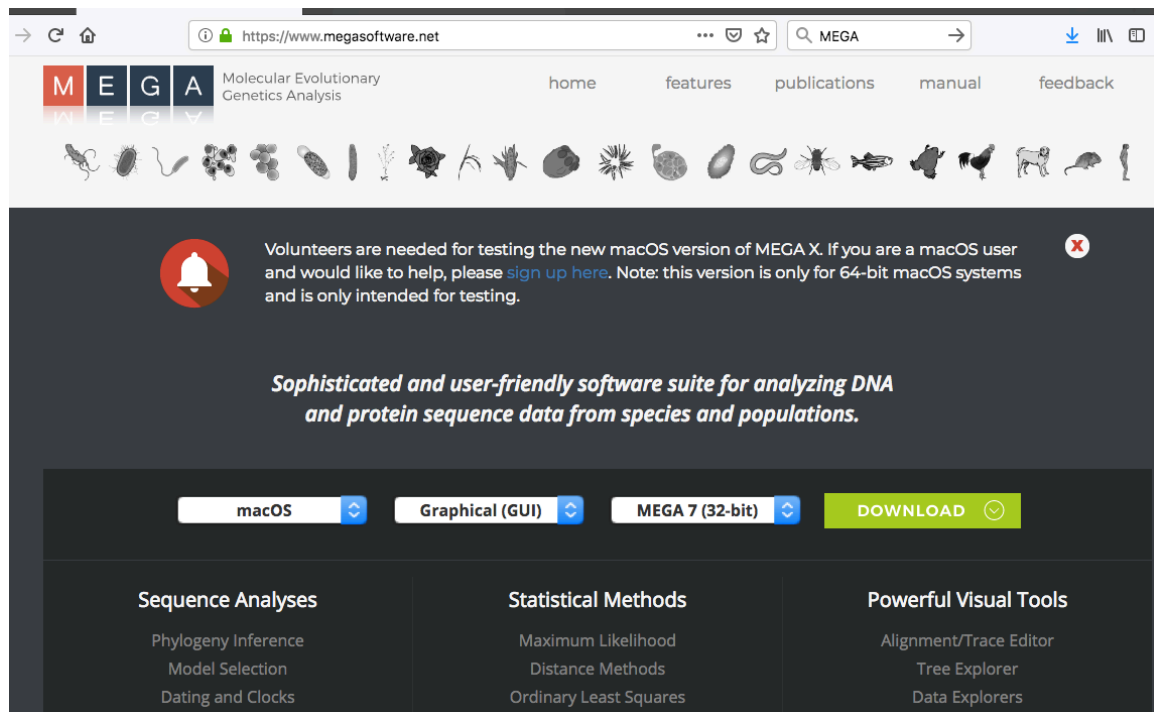 https://www.megasoftware.net
MEGA
M E G A
Molecular Evolutionary
Genetics Analysis
home features publications manual feedback
Volunteers are needed for testing the new macOS version of MEGA X. If you are a macOS user
and would like to help, please sign up here. Note: this version is only for 64-bit macOS systems
and is only intended for testing.
Sophisticated and user-friendly software suite for analyzing DNA
and protein sequence data from species and populations.
macOS Graphical (GUI) MEGA 7 (32-bit) DOWNLOAD
Sequence Analyses
Phylogeny Inference
Model Selection
Dating and Clocks
Statistical Methods
Maximum Likelihood
Distance Methods
Ordinary Least Squares
Powerful Visual Tools
Alignment/Trace Editor
Tree Explorer
Data Explorers